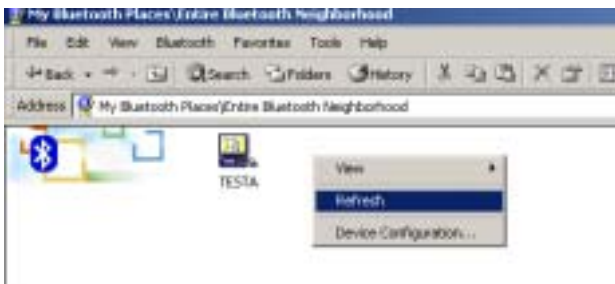 My Bluetooth Places\Entire Bluetooth Neighborhood
File Edit View Bluetooth Favorites Tools Help
Back Search Folders History
Address My Bluetooth Places\Entire Bluetooth Neighborhood
TESTA
View
Refresh
Device Configuration...